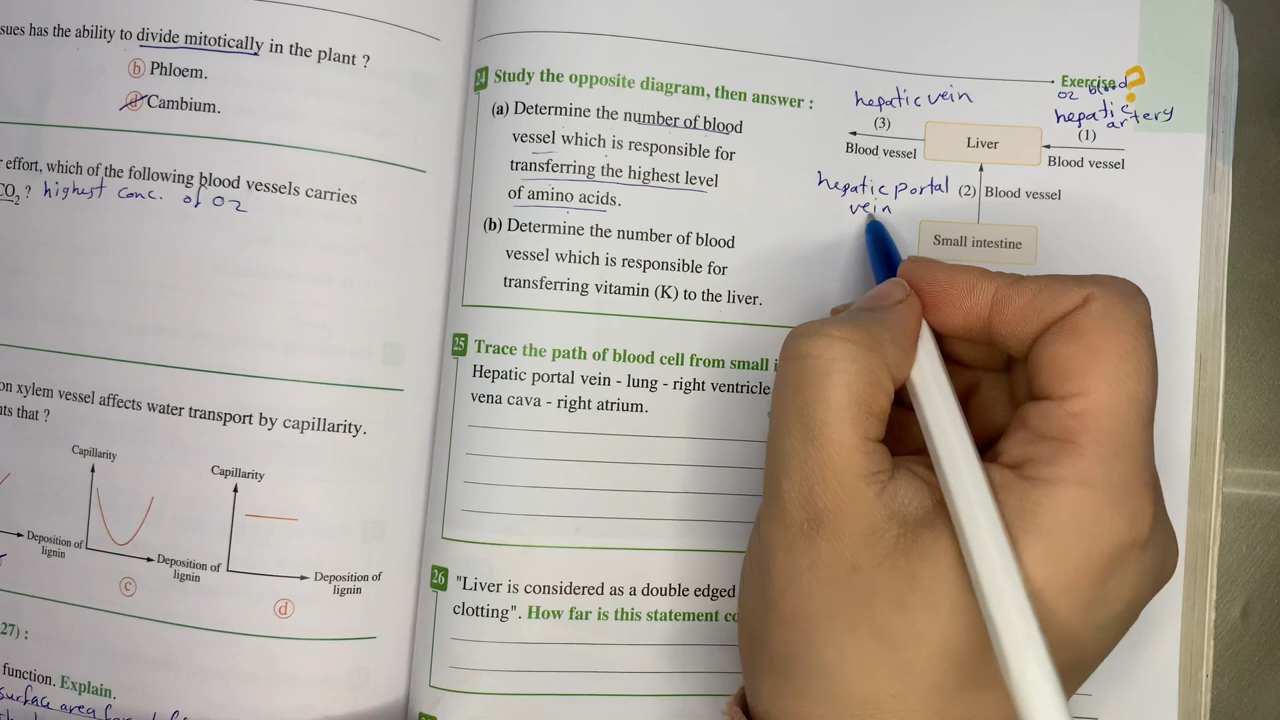 sues has the ability to divide mitotically in the plant ?
b Phloem.
d Cambium.
effort, which of the following blood vessels carries
CO2? highest conc. of O2
on xylem vessel affects water transport by capillarity.
nts that ?
Capillarity
Deposition of
lignin
c
Capillarity
Deposition of
lignin
Deposition of
lignin
d
27) :
function. Explain.
surface area
Exercise
?
24 Study the opposite diagram, then answer :
(a) Determine the number of blood
vessel which is responsible for
transferring the highest level
of amino acids.
(b) Determine the number of blood
vessel which is responsible for
transferring vitamin (K) to the liver.
hepatic vein
(3)
Blood vessel
Liver
O2 blood
hepatic
artery
(1)
Blood vessel
hepatic portal
vein
(2) Blood vessel
Small intestine
25 Trace the path of blood cell from small i
Hepatic portal vein - lung - right ventricle
vena cava - right atrium.
26 "Liver is considered as a double edged
clotting". How far is this statement co